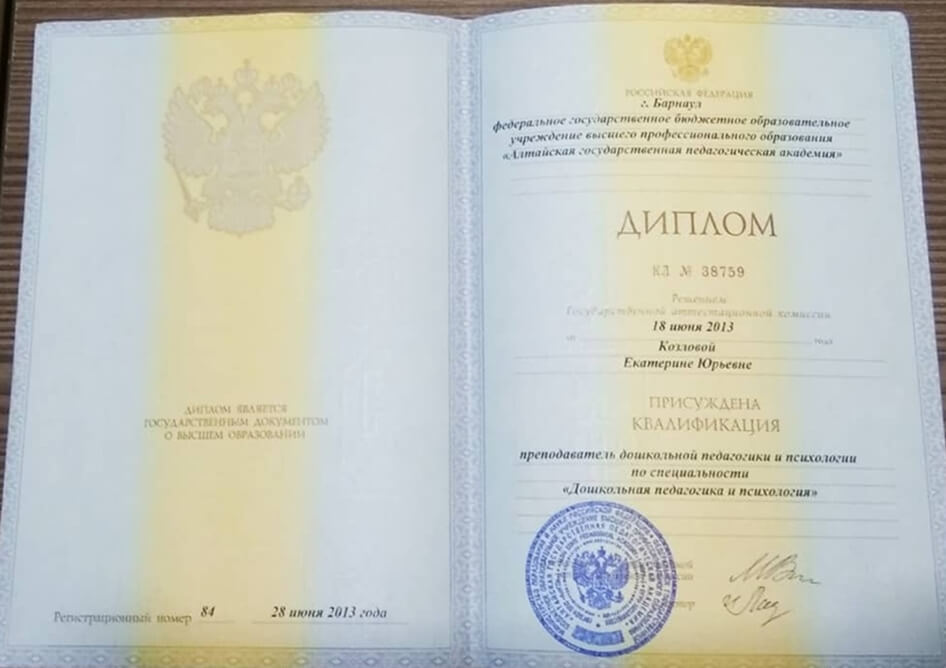 ДИПЛОМ ЯВЛЯЕТСЯ
ГОСУДАРСТВЕННЫМ ДОКУМЕНТОМ
О ВЫСШЕМ ОБРАЗОВАНИИ
Регистрационный номер 84 28 июня 2013 года
РОССИЙСКАЯ ФЕДЕРАЦИЯ
г. Барнаул
федеральное государственное бюджетное образовательное
учреждение высшего профессионального образования
«Алтайская государственная педагогическая академия»
ДИПЛОМ
КЛ № 38759
Решением
Государственной аттестационной комиссии
18 июня 2013
от года
Козловой
Екатерине Юрьевне
ПРИСУЖДЕНА
КВАЛИФИКАЦИЯ
преподаватель дошкольной педагогики и психологии
по специальности
«Дошкольная педагогика и психология»